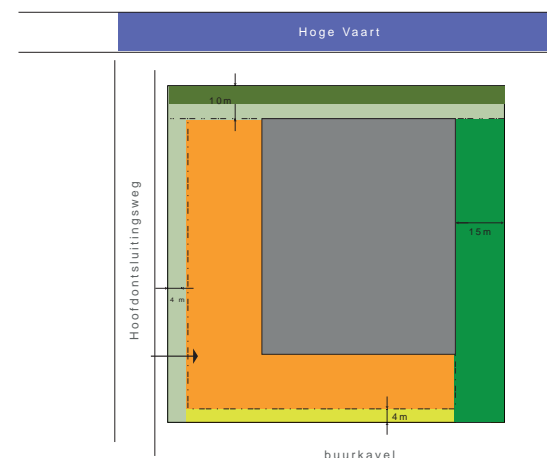 Hoge Vaart
10m
Hoofdontsluitingsweg
15m
4 m
4m
buurkavel